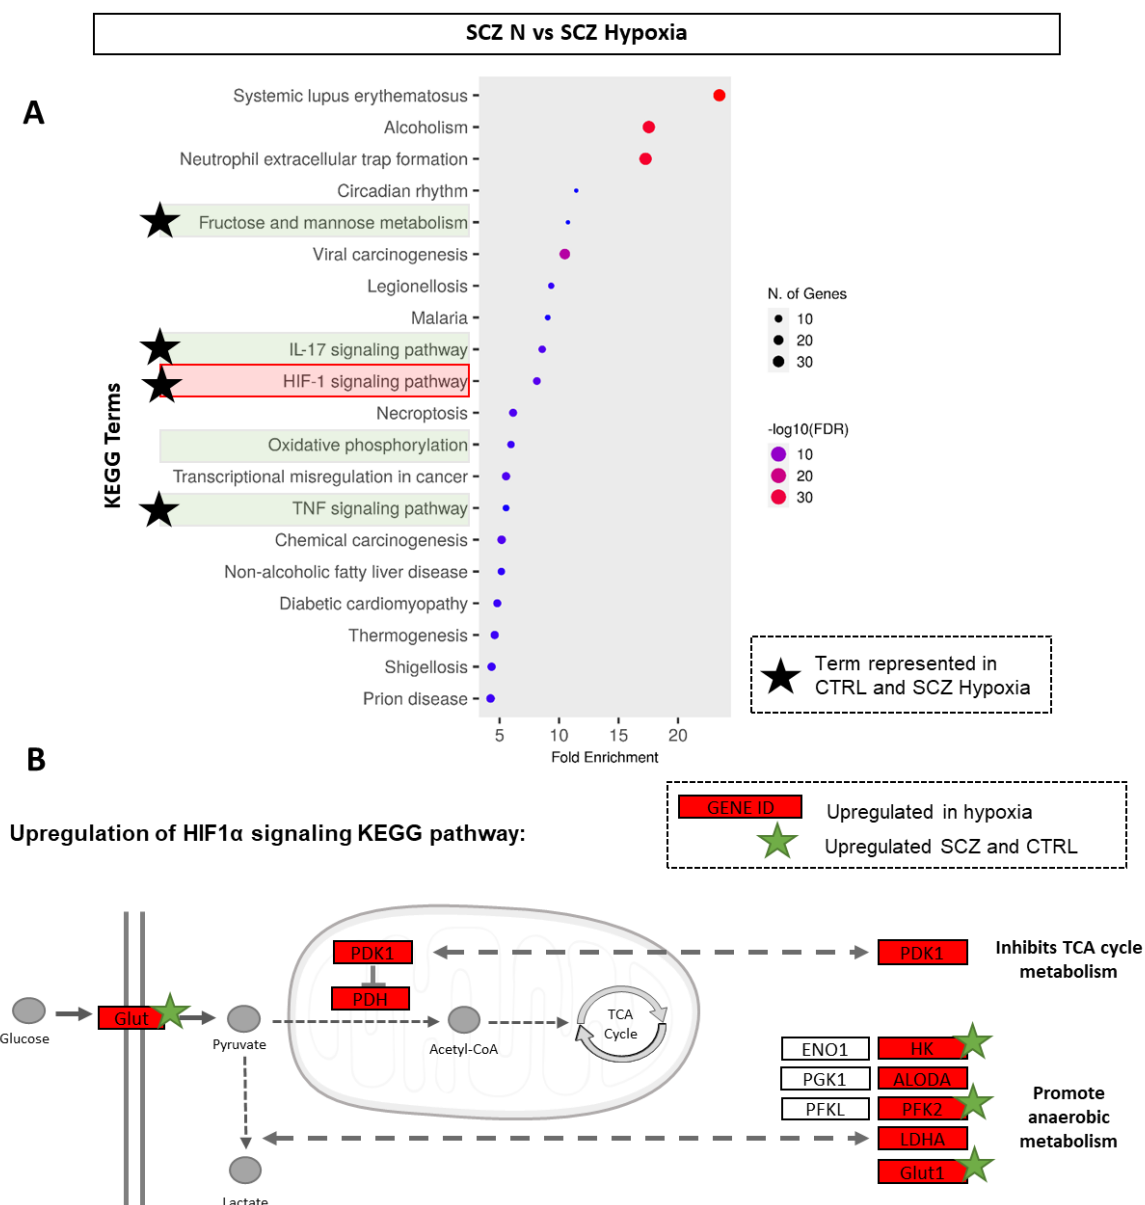 SCZ N vs SCZ Hypoxia
A
KEGG Terms
Systemic lupus erythematosus
Alcoholism
Neutrophil extracellular trap formation
Circadian rhythm
Fructose and mannose metabolism
Viral carcinogenesis
Legionellosis
Malaria
IL-17 signaling pathway
HIF-1 signaling pathway
Necroptosis
Oxidative phosphorylation
Transcriptional misregulation in cancer
TNF signaling pathway
Chemical carcinogenesis
Non-alcoholic fatty liver disease
Diabetic cardiomyopathy
Thermogenesis
Shigellosis
Prion disease
5 10 15 20
Fold Enrichment
N. of Genes
10
20
30
-log10(FDR)
10
20
30
Term represented in
CTRL and SCZ Hypoxia
B
Upregulation of HIF1α signaling KEGG pathway:
GENE ID Upregulated in hypoxia
Upregulated SCZ and CTRL
Glucose
Glut
Pyruvate
Lactate
PDK1
PDH
Acetyl-CoA
TCA
Cycle
PDK1
Inhibits TCA cycle
metabolism
ENO1 HK
PGK1 ALODA
PFKL PFK2
LDHA
Glut1
Promote
anaerobic
metabolism